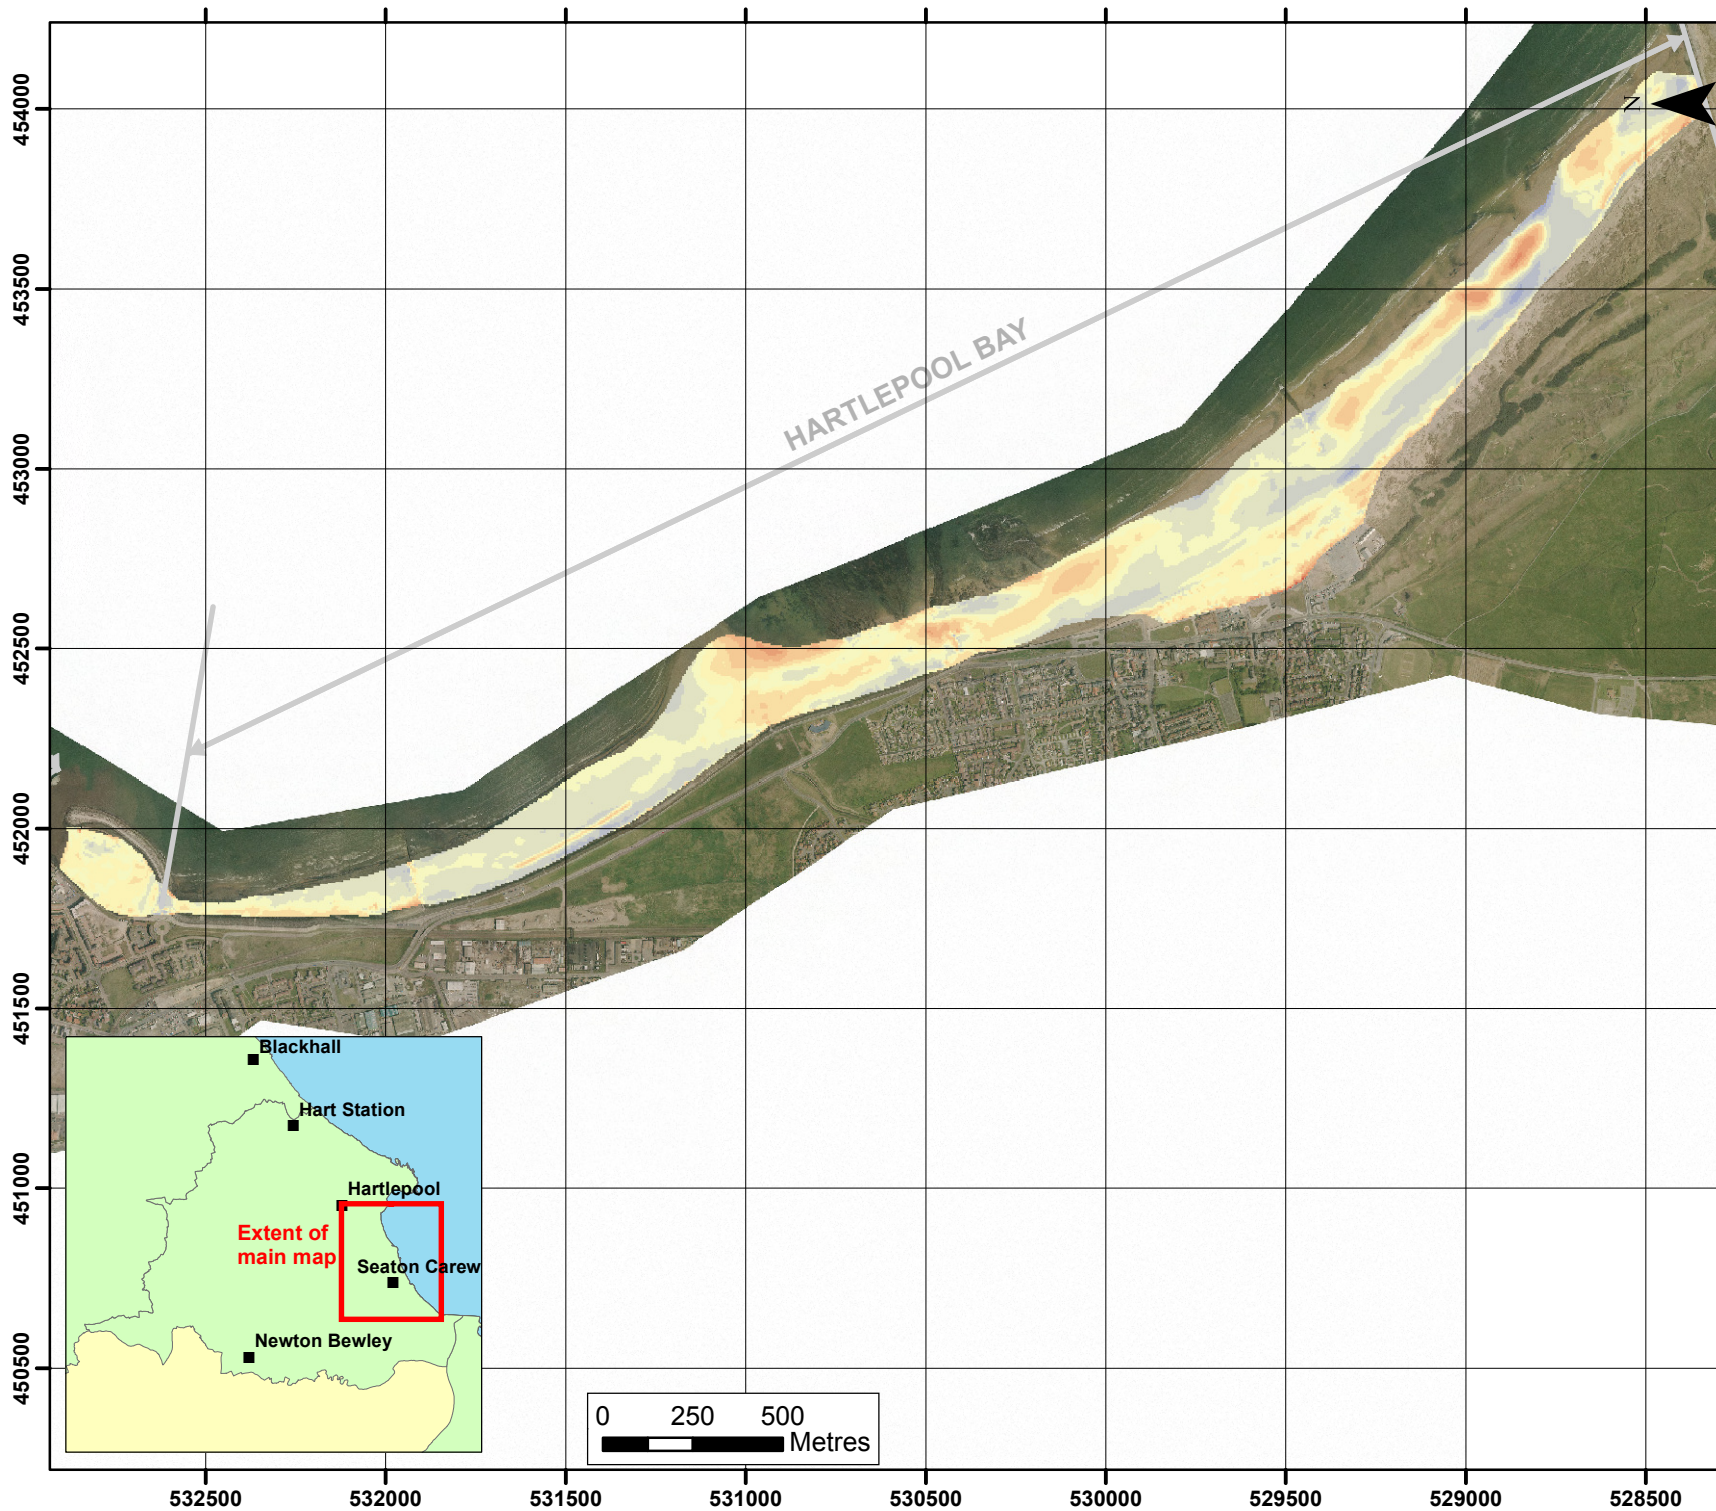 454000
453500
453000
452500
452000
451500
451000
450500
N
HARTLEPOOL BAY
Blackhall
Hart Station
Hartlepool
Extent of
main map
Seaton Carew
Newton Bewley
0 250 500
Metres
532500 532000 531500 531000 530500 530000 529500 529000 528500